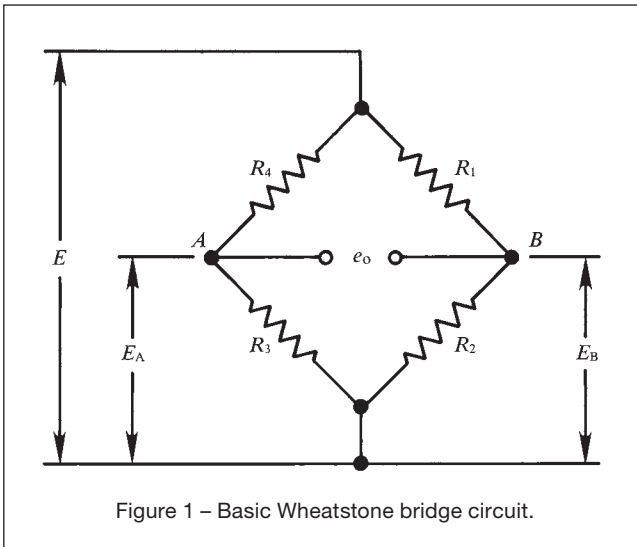 R4
R1
A
eo
B
E
EA
R3
R2
EB
Figure 1 – Basic Wheatstone bridge circuit.